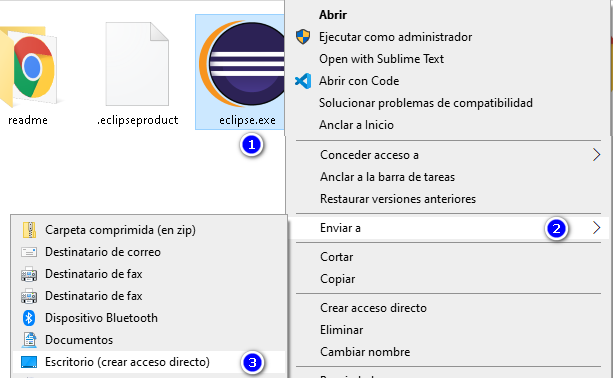 readme
.eclipseproduct
eclipse.exe
1
Abrir
Ejecutar como administrador
Open with Sublime Text
Abrir con Code
Solucionar problemas de compatibilidad
Anclar a Inicio
Conceder acceso a
Anclar a la barra de tareas
Restaurar versiones anteriores
Enviar a
2
Cortar
Copiar
Crear acceso directo
Eliminar
Cambiar nombre
Carpeta comprimida (en zip)
Destinatario de correo
Destinatario de fax
Destinatario de fax
Dispositivo Bluetooth
Documentos
Escritorio (crear acceso directo)
3